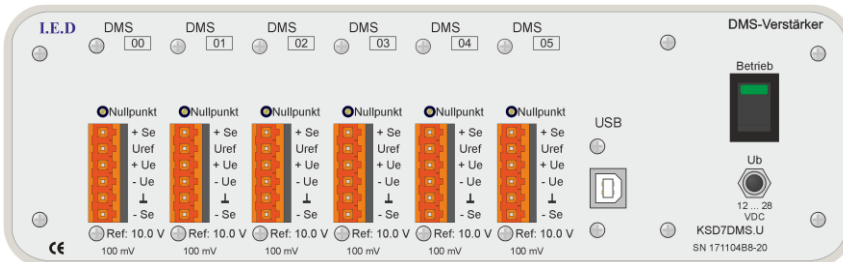 I.E.D DMS DMS DMS DMS DMS DMS DMS-Verstärker
00 01 02 03 04 05
Betrieb
Nullpunkt Nullpunkt Nullpunkt Nullpunkt Nullpunkt Nullpunkt
USB
+ Se + Se + Se + Se + Se + Se
Uref Uref Uref Uref Uref Uref
+ Ue + Ue + Ue + Ue + Ue + Ue
Ub
- Ue - Ue - Ue - Ue - Ue - Ue
⊥ ⊥ ⊥ ⊥ ⊥ ⊥
12 ... 28
- Se - Se - Se - Se - Se - Se
VDC
Ref: 10.0 V Ref: 10.0 V Ref: 10.0 V Ref: 10.0 V Ref: 10.0 V Ref: 10.0 V
KSD7DMS.U
CE 100 mV 100 mV 100 mV 100 mV 100 mV 100 mV SN 171104B8-20